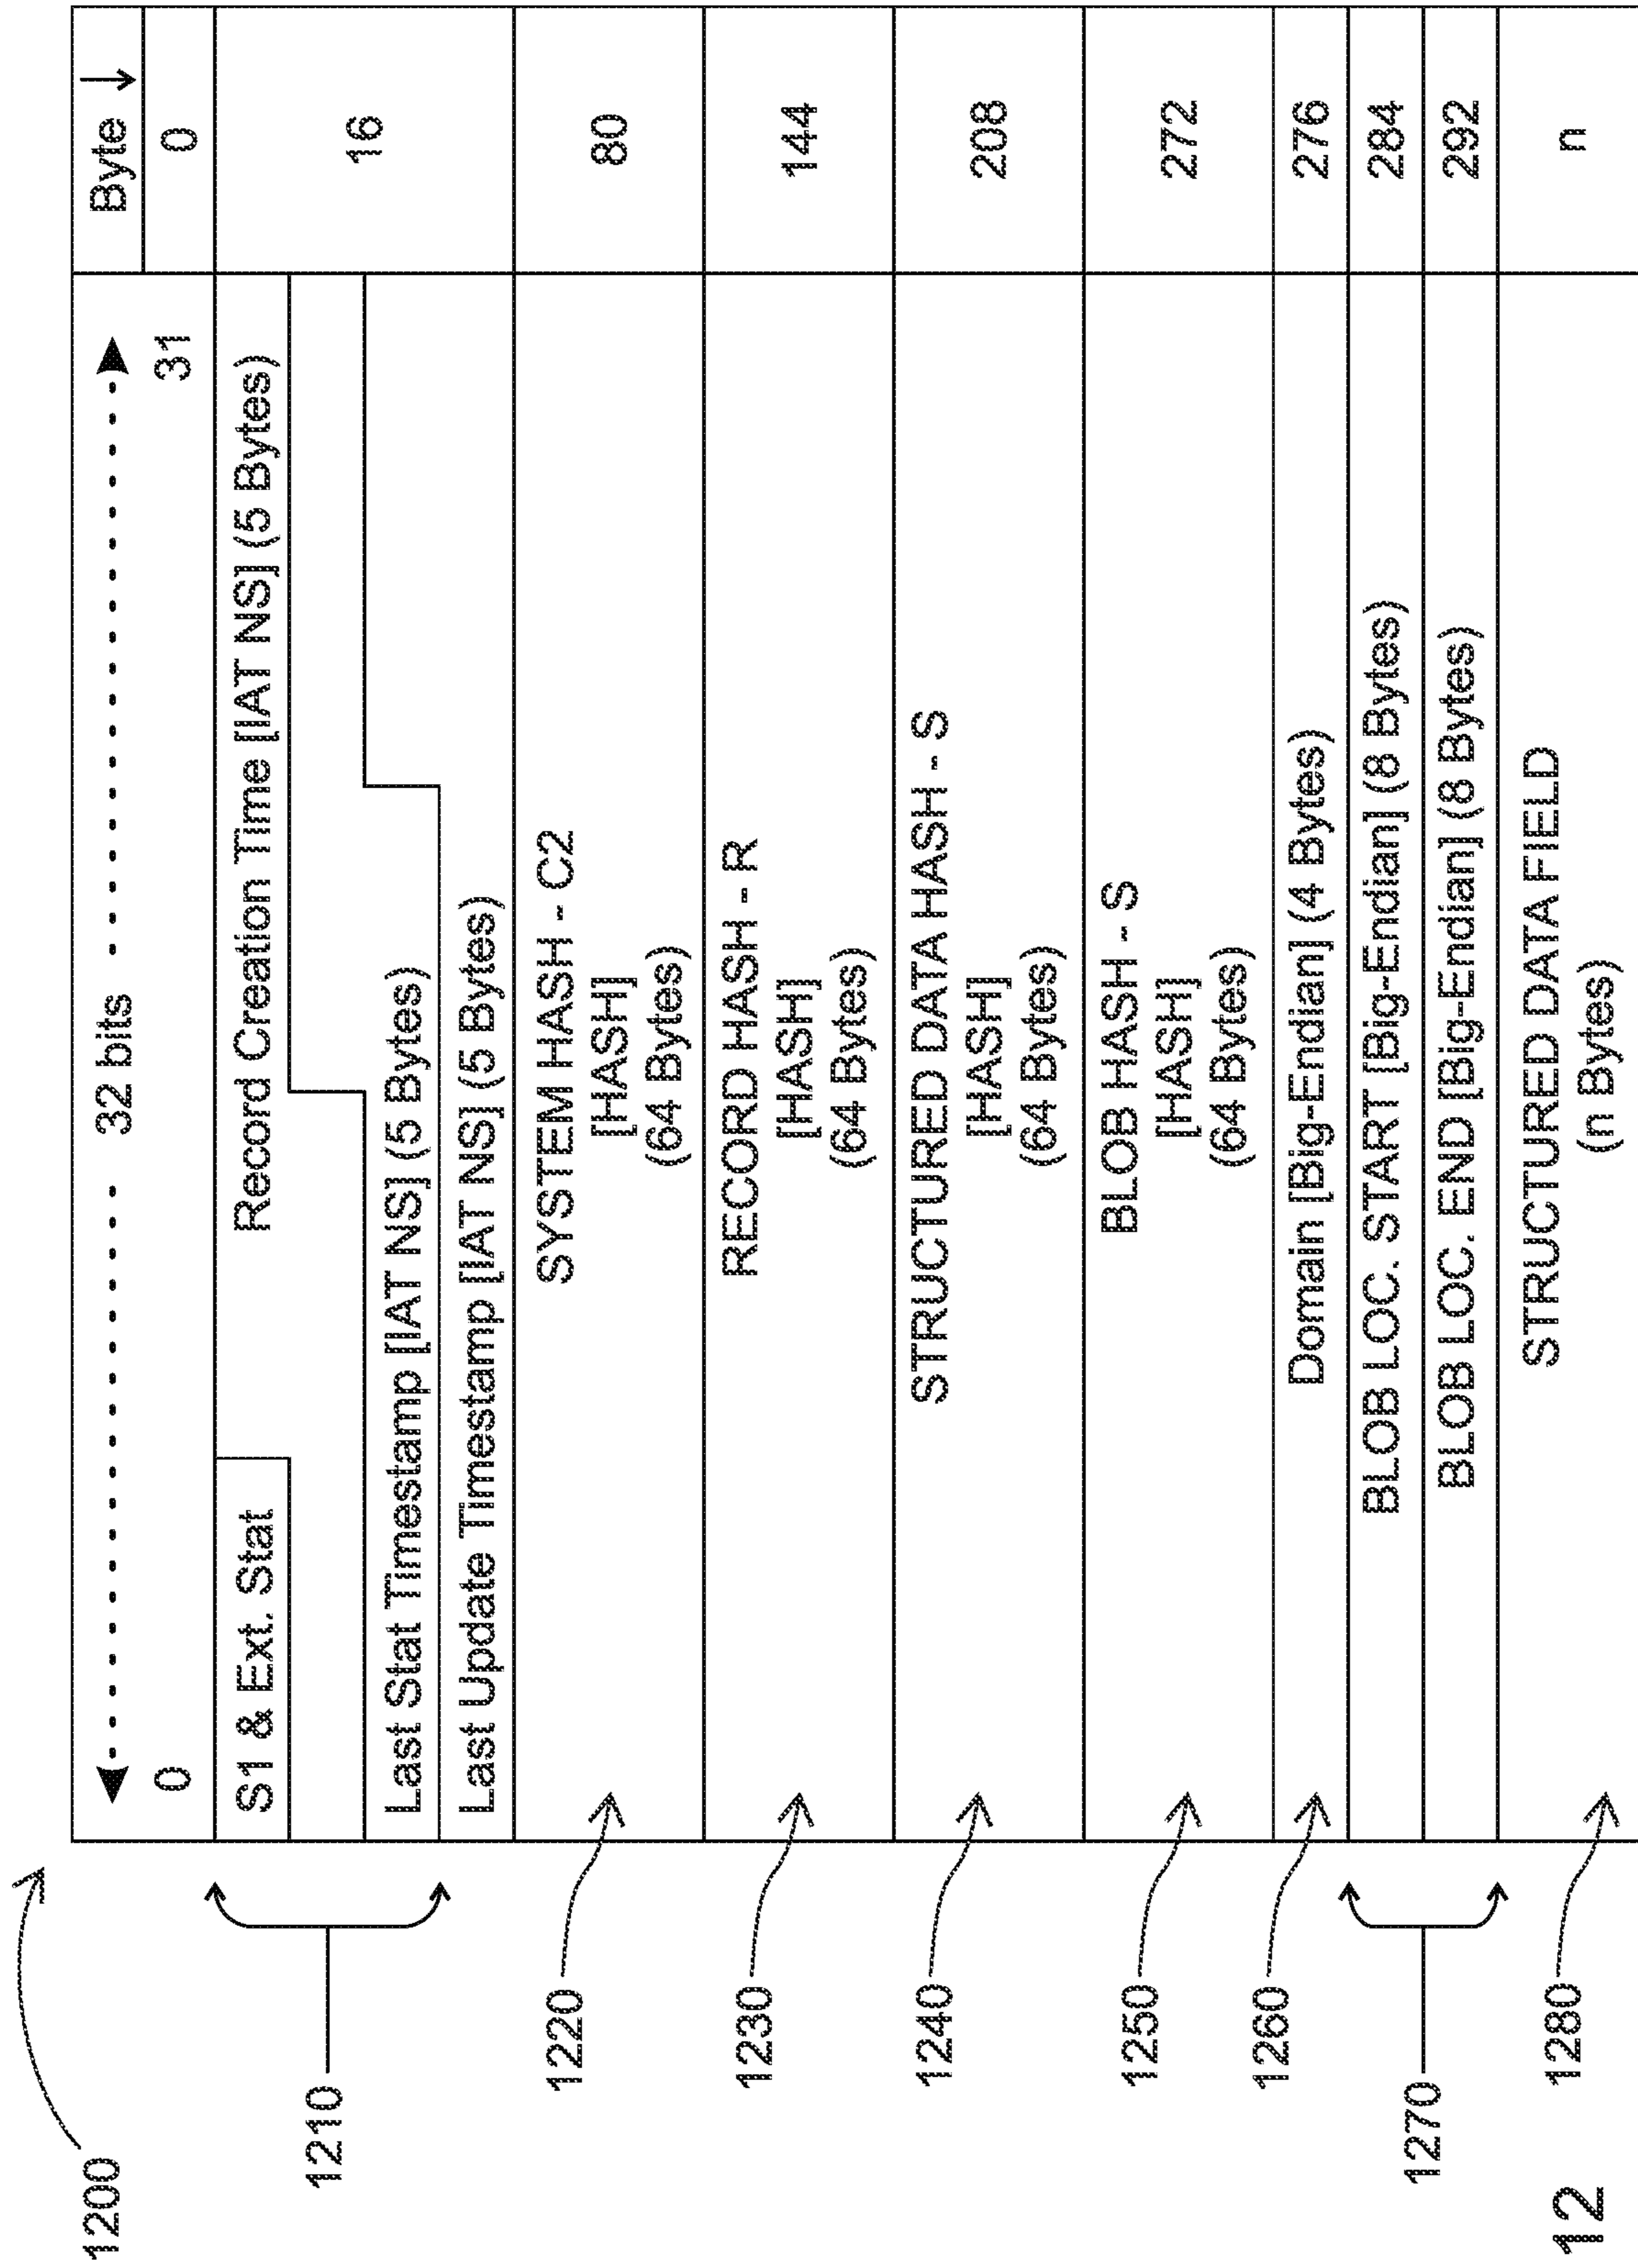 1200
32 bits
Byte ↓
0 31
0
1210
S1 & Ext. Stat
Record Creation Time [IAT NS] (5 Bytes)
16
Last Stat Timestamp [IAT NS] (5 Bytes)
Last Update Timestamp [IAT NS] (5 Bytes)
1220
SYSTEM HASH - C2
[HASH]
(64 Bytes)
80
1230
RECORD HASH - R
[HASH]
(64 Bytes)
144
1240
STRUCTURED DATA HASH - S
[HASH]
(64 Bytes)
208
1250
BLOB HASH - S
[HASH]
(64 Bytes)
272
1260
Domain [Big-Endian] (4 Bytes)
276
1270
BLOB LOC. START [Big-Endian] (8 Bytes)
284
BLOB LOC. END [Big-Endian] (8 Bytes)
292
1280
STRUCTURED DATA FIELD
(n Bytes)
n
12